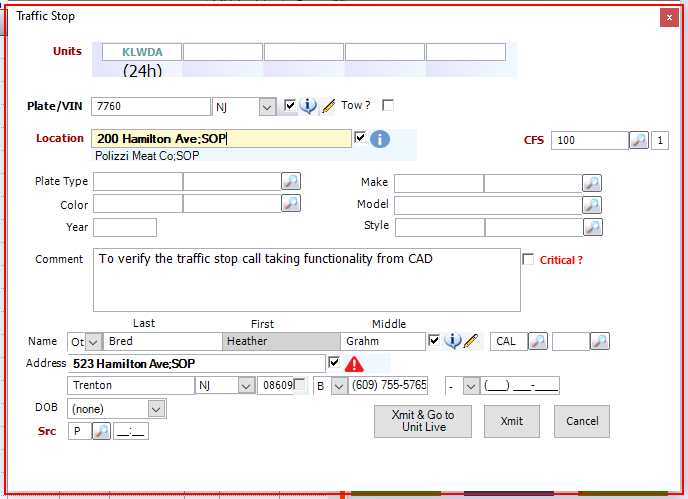 Traffic Stop
x
Units KLWDA
(24h)
Plate/VIN 7760 NJ Tow ?
Location 200 Hamilton Ave;SOP CFS 100 1
Polizzi Meat Co;SOP
Plate Type Make
Color Model
Year Style
Comment To verify the traffic stop call taking functionality from CAD Critical ?
Last First Middle
Name Ot Bred Heather Grahm CAL
Address 523 Hamilton Ave;SOP
Trenton NJ 08609 B (609) 755-5765 - (___) ___-____
DOB (none)
Src P __:__
Xmit & Go to
Unit Live
Xmit
Cancel